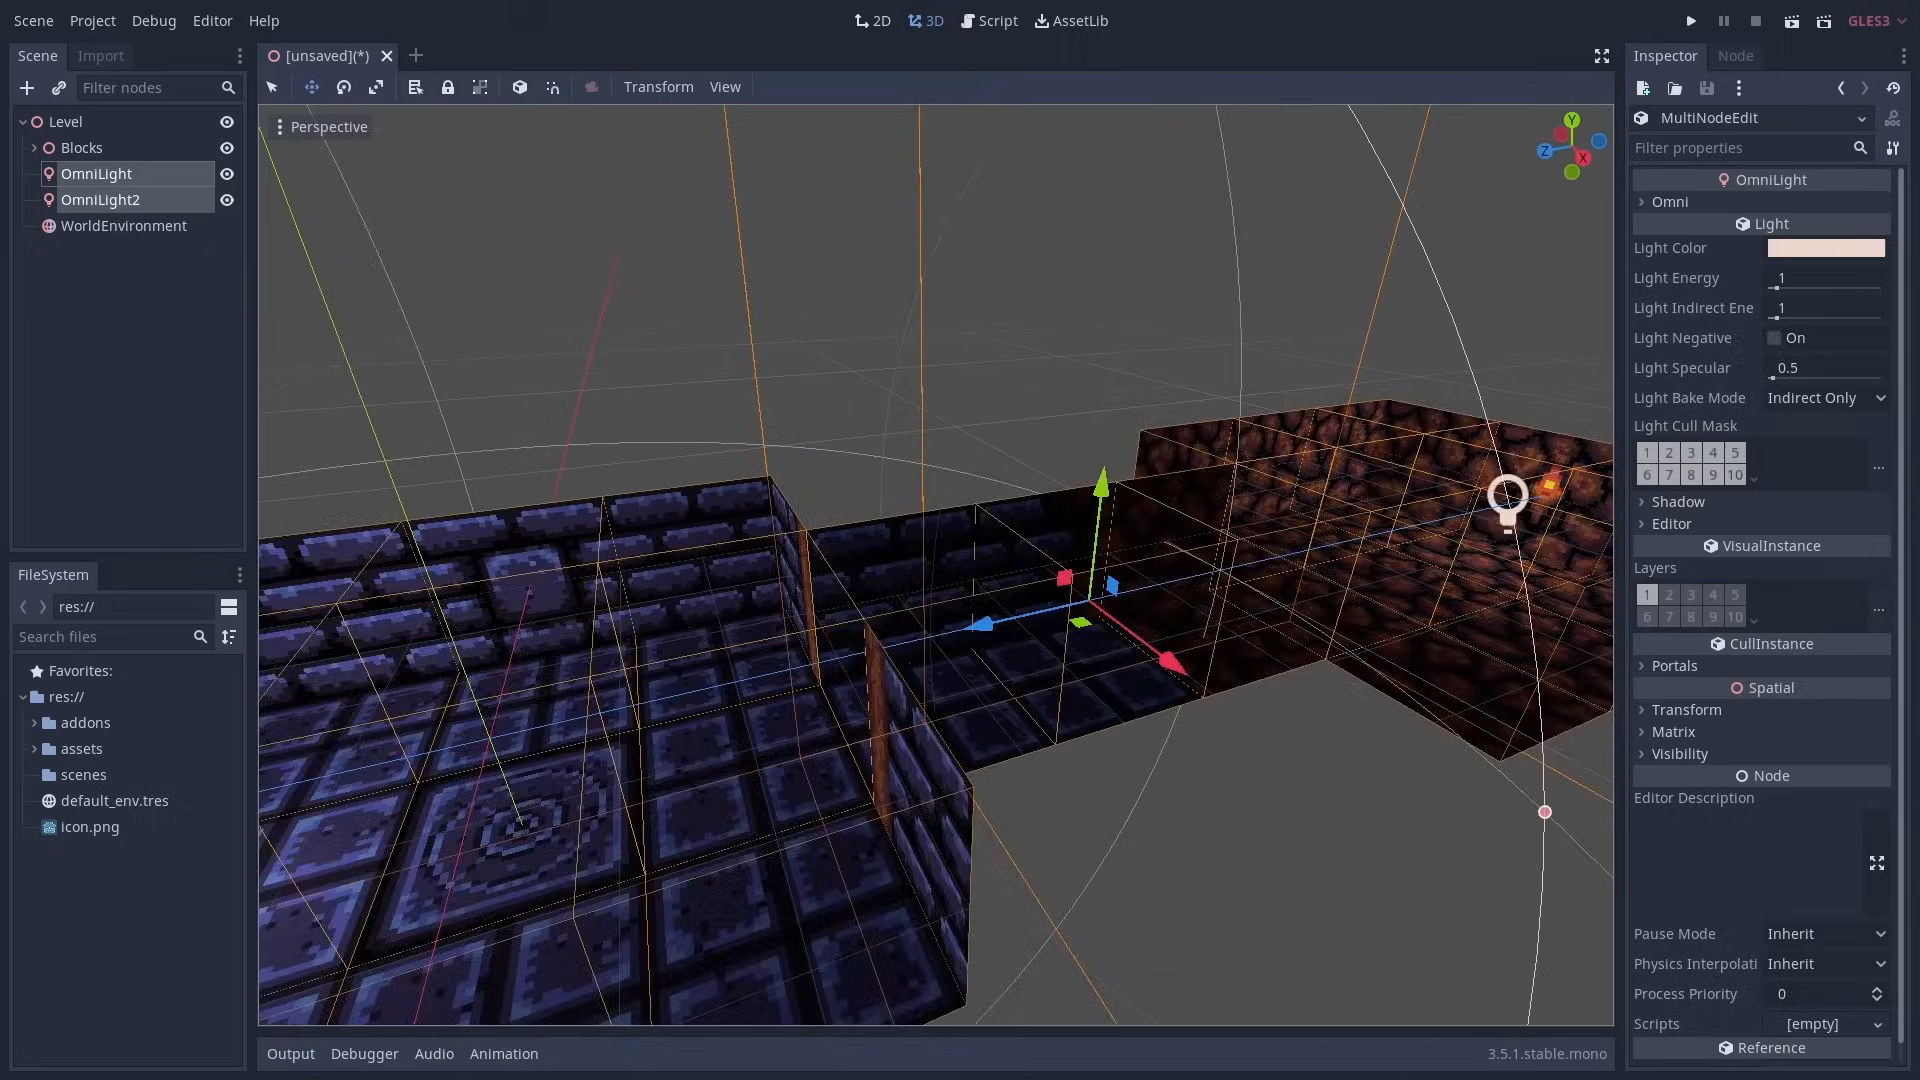 Scene Project Debug Editor Help
2D 3D Script AssetLib
GLES3
Scene Import
Filter nodes
Level
Blocks
OmniLight
OmniLight2
WorldEnvironment
FileSystem
res://
Search files
Favorites:
res://
addons
assets
scenes
default_env.tres
icon.png
[unsaved](*)
Transform View
Perspective
Y
Z
X
Output Debugger Audio Animation
3.5.1.stable.mono
Inspector Node
MultiNodeEdit
DOC
Filter properties
OmniLight
Omni
Light
Light Color
Light Energy 1
Light Indirect Ene 1
Light Negative On
Light Specular 0.5
Light Bake Mode Indirect Only
Light Cull Mask
1 2 3 4 5
6 7 8 9 10
...
Shadow
Editor
VisualInstance
Layers
1 2 3 4 5
6 7 8 9 10
...
CullInstance
Portals
Spatial
Transform
Matrix
Visibility
Node
Editor Description
Pause Mode Inherit
Physics Interpolati Inherit
Process Priority 0
Scripts [empty]
Reference